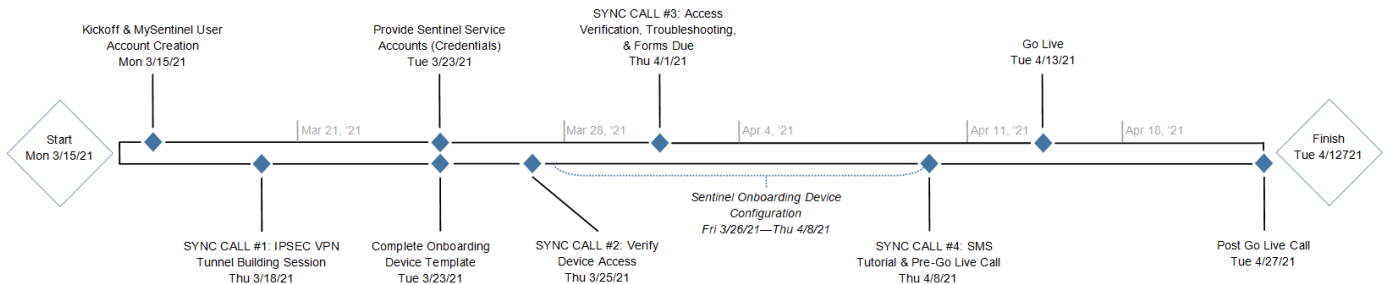 Kickoff & MySentinel User
Account Creation
Mon 3/15/21
Provide Sentinel Service
Accounts (Credentials)
Tue 3/23/21
SYNC CALL #3: Access
Verification, Troubleshooting,
& Forms Due
Thu 4/1/21
Go Live
Tue 4/13/21
Start
Mon 3/15/21
Mar 21, '21
Mar 28, '21
Apr 4, '21
Apr 11, '21
Apr 18, '21
Finish
Tue 4/12721
Sentinel Onboarding Device
Configuration
Fri 3/26/21—Thu 4/8/21
SYNC CALL #1: IPSEC VPN
Tunnel Building Session
Thu 3/18/21
Complete Onboarding
Device Template
Tue 3/23/21
SYNC CALL #2: Verify
Device Access
Thu 3/25/21
SYNC CALL #4: SMS
Tutorial & Pre-Go Live Call
Thu 4/8/21
Post Go Live Call
Tue 4/27/21